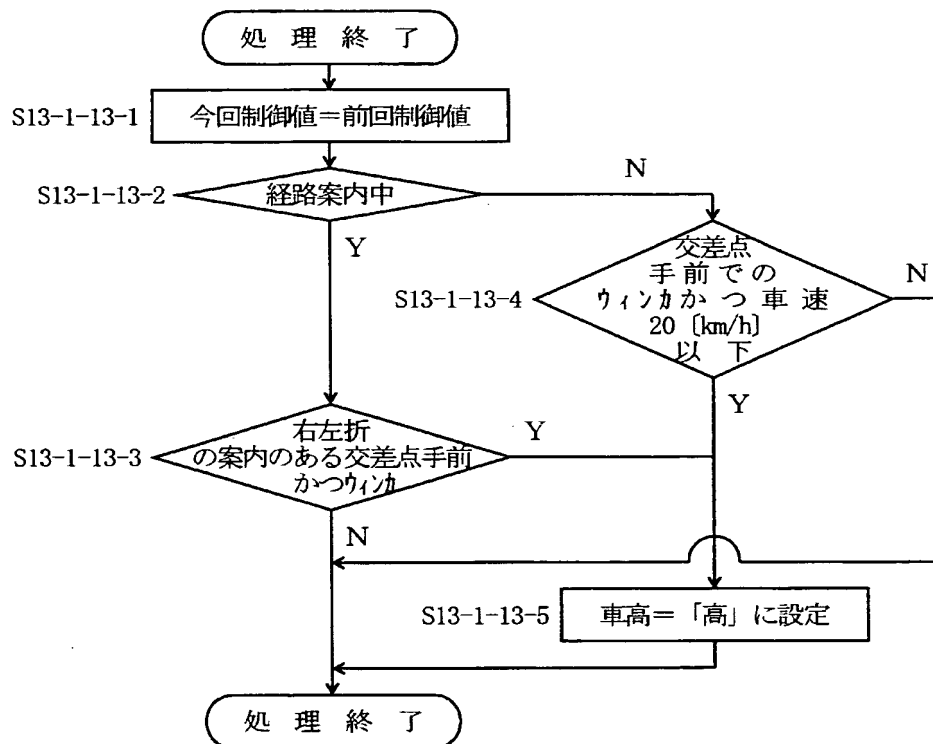 処理終了
S13-1-13-1
今回制御値＝前回制御値
S13-1-13-2
経路案内中
N
Y
S13-1-13-4
交差点
手前での
ウィンカかつ車速
20〔km/h〕
以下
N
Y
S13-1-13-3
右左折
の案内のある交差点手前
かつウィンカ
Y
N
S13-1-13-5
車高＝「高」に設定
処理終了